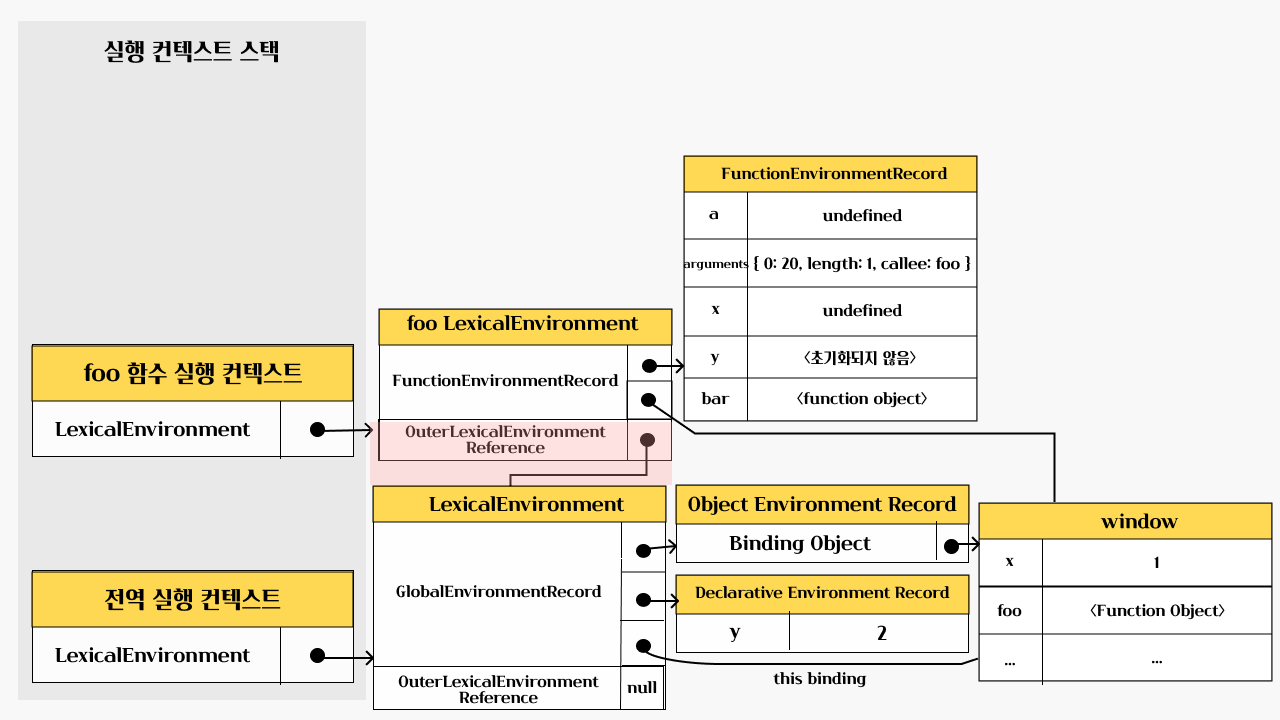 실행 컨텍스트 스택
FunctionEnvironmentRecord
a undefined
arguments { 0: 20, length: 1, callee: foo }
x undefined
y <초기화되지 않음>
bar <function object>
foo LexicalEnvironment
FunctionEnvironmentRecord
OuterLexicalEnvironment
Reference
foo 함수 실행 컨텍스트
LexicalEnvironment
LexicalEnvironment
GlobalEnvironmentRecord
OuterLexicalEnvironment
Reference
null
Object Environment Record
Binding Object
Declarative Environment Record
y 2
this binding
window
x 1
foo <Function Object>
... ...
전역 실행 컨텍스트
LexicalEnvironment